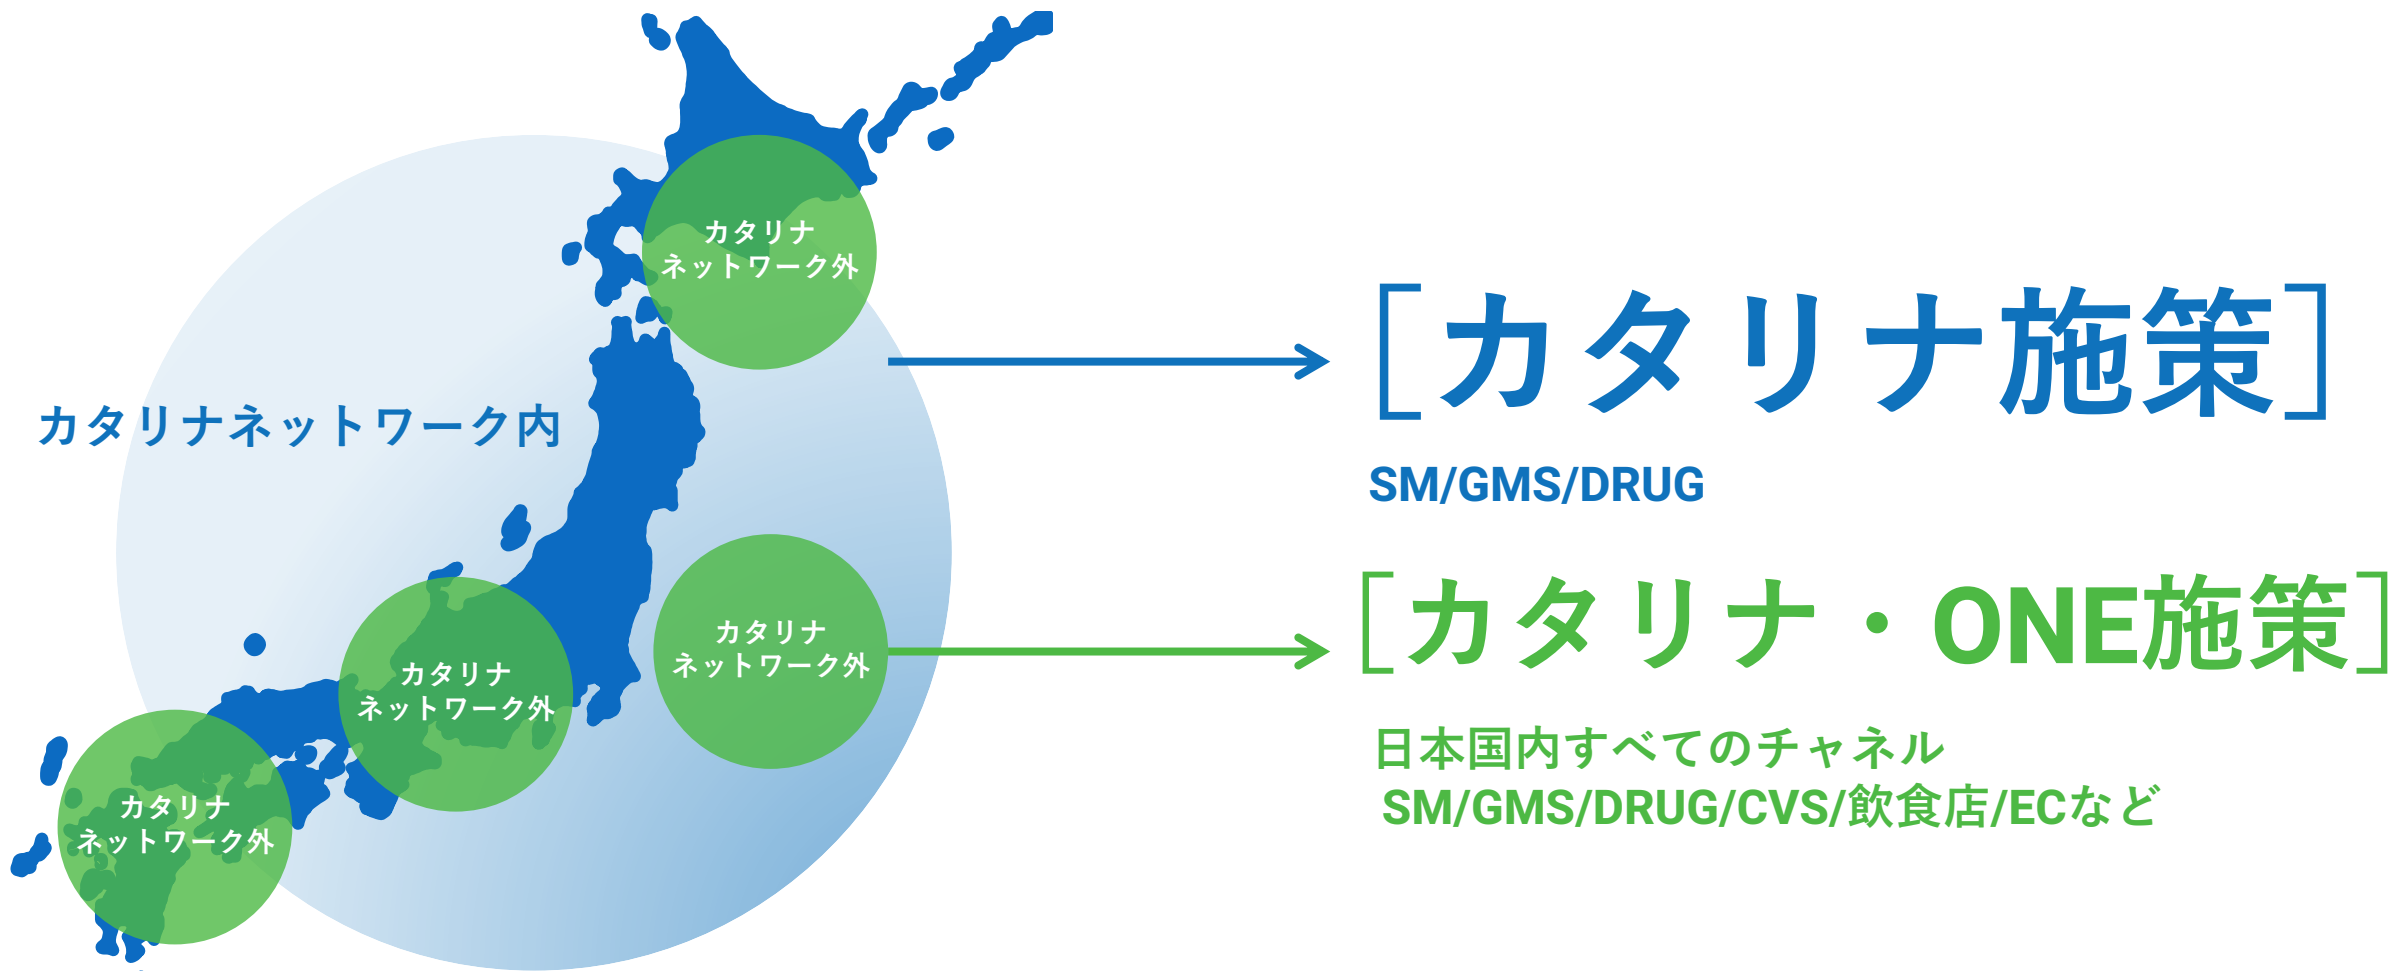 カタリナ
ネットワーク外
カタリナネットワーク内
カタリナ
ネットワーク外
カタリナ
ネットワーク外
カタリナ
ネットワーク外
[カタリナ施策]
SM/GMS/DRUG
[カタリナ・ONE施策]
日本国内すべてのチャネル
SM/GMS/DRUG/CVS/飲食店/ECなど